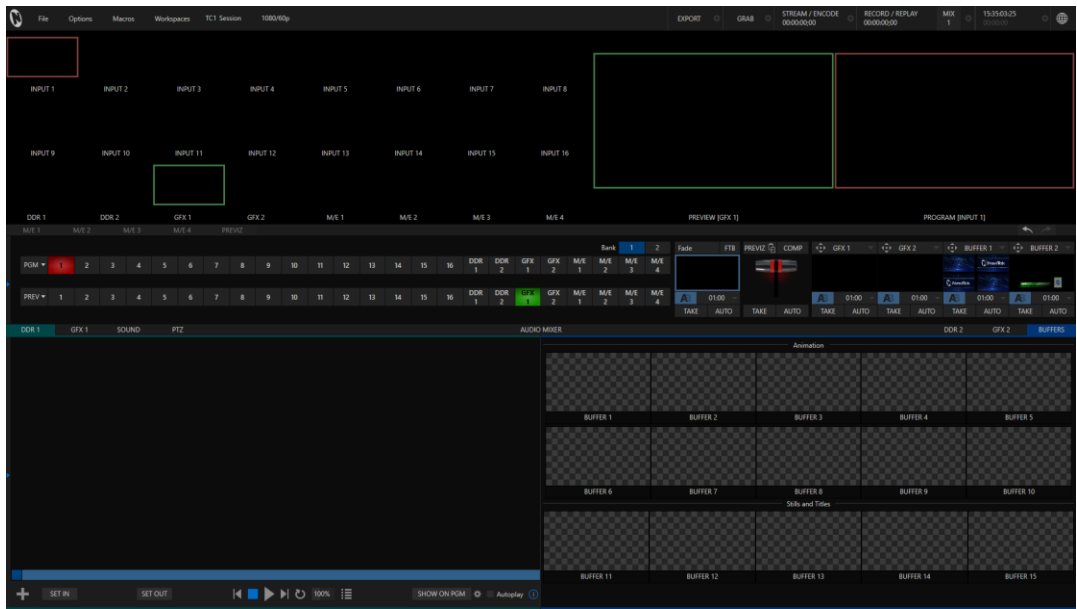 File Options Macros Workspaces TC1 Session 1080/60p EXPORT GRAB STREAM / ENCODE RECORD / REPLAY MIX 15:35:03:25
00:00:00;00 00:00:00;00 1 00:00:00
INPUT 1 INPUT 2 INPUT 3 INPUT 4 INPUT 5 INPUT 6 INPUT 7 INPUT 8
INPUT 9 INPUT 10 INPUT 11 INPUT 12 INPUT 13 INPUT 14 INPUT 15 INPUT 16
DDR 1 DDR 2 GFX 1 GFX 2 M/E 1 M/E 2 M/E 3 M/E 4 PREVIEW [GFX 1] PROGRAM [INPUT 1]
M/E 1 M/E 2 M/E 3 M/E 4 PREVIZ
Bank 1 2 Fade FTB PREVIZ COMP GFX 1 GFX 2 BUFFER 1 BUFFER 2
PGM 1 2 3 4 5 6 7 8 9 10 11 12 13 14 15 16 DDR 1 DDR 2 GFX 1 GFX 2 M/E 1 M/E 2 M/E 3 M/E 4
PREV 1 2 3 4 5 6 7 8 9 10 11 12 13 14 15 16 DDR 1 DDR 2 GFX 1 GFX 2 M/E 1 M/E 2 M/E 3 M/E 4
01:00 01:00 01:00 01:00 01:00
TAKE AUTO TAKE AUTO TAKE AUTO TAKE AUTO TAKE AUTO TAKE AUTO
DDR 1 GFX 1 SOUND PTZ AUDIO MIXER DDR 2 GFX 2 BUFFERS
Animation
BUFFER 1 BUFFER 2 BUFFER 3 BUFFER 4 BUFFER 5
BUFFER 6 BUFFER 7 BUFFER 8 BUFFER 9 BUFFER 10
Stills and Titles
BUFFER 11 BUFFER 12 BUFFER 13 BUFFER 14 BUFFER 15
SET IN SET OUT 100% SHOW ON PGM Autoplay